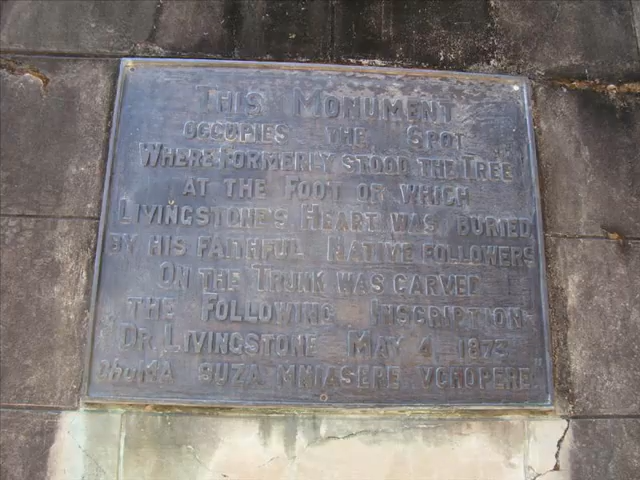 THIS MONUMENT
OCCUPIES THE SPOT
WHERE FORMERLY STOOD THE TREE
AT THE FOOT OF WHICH
LIVINGSTONE'S HEART WAS BURIED
BY HIS FAITHFUL NATIVE FOLLOWERS
ON THE TRUNK WAS CARVED
THE FOLLOWING INSCRIPTION
"DR. LIVINGSTONE MAY 4, 1873
SUZA MNIASERE VCHOPERE"